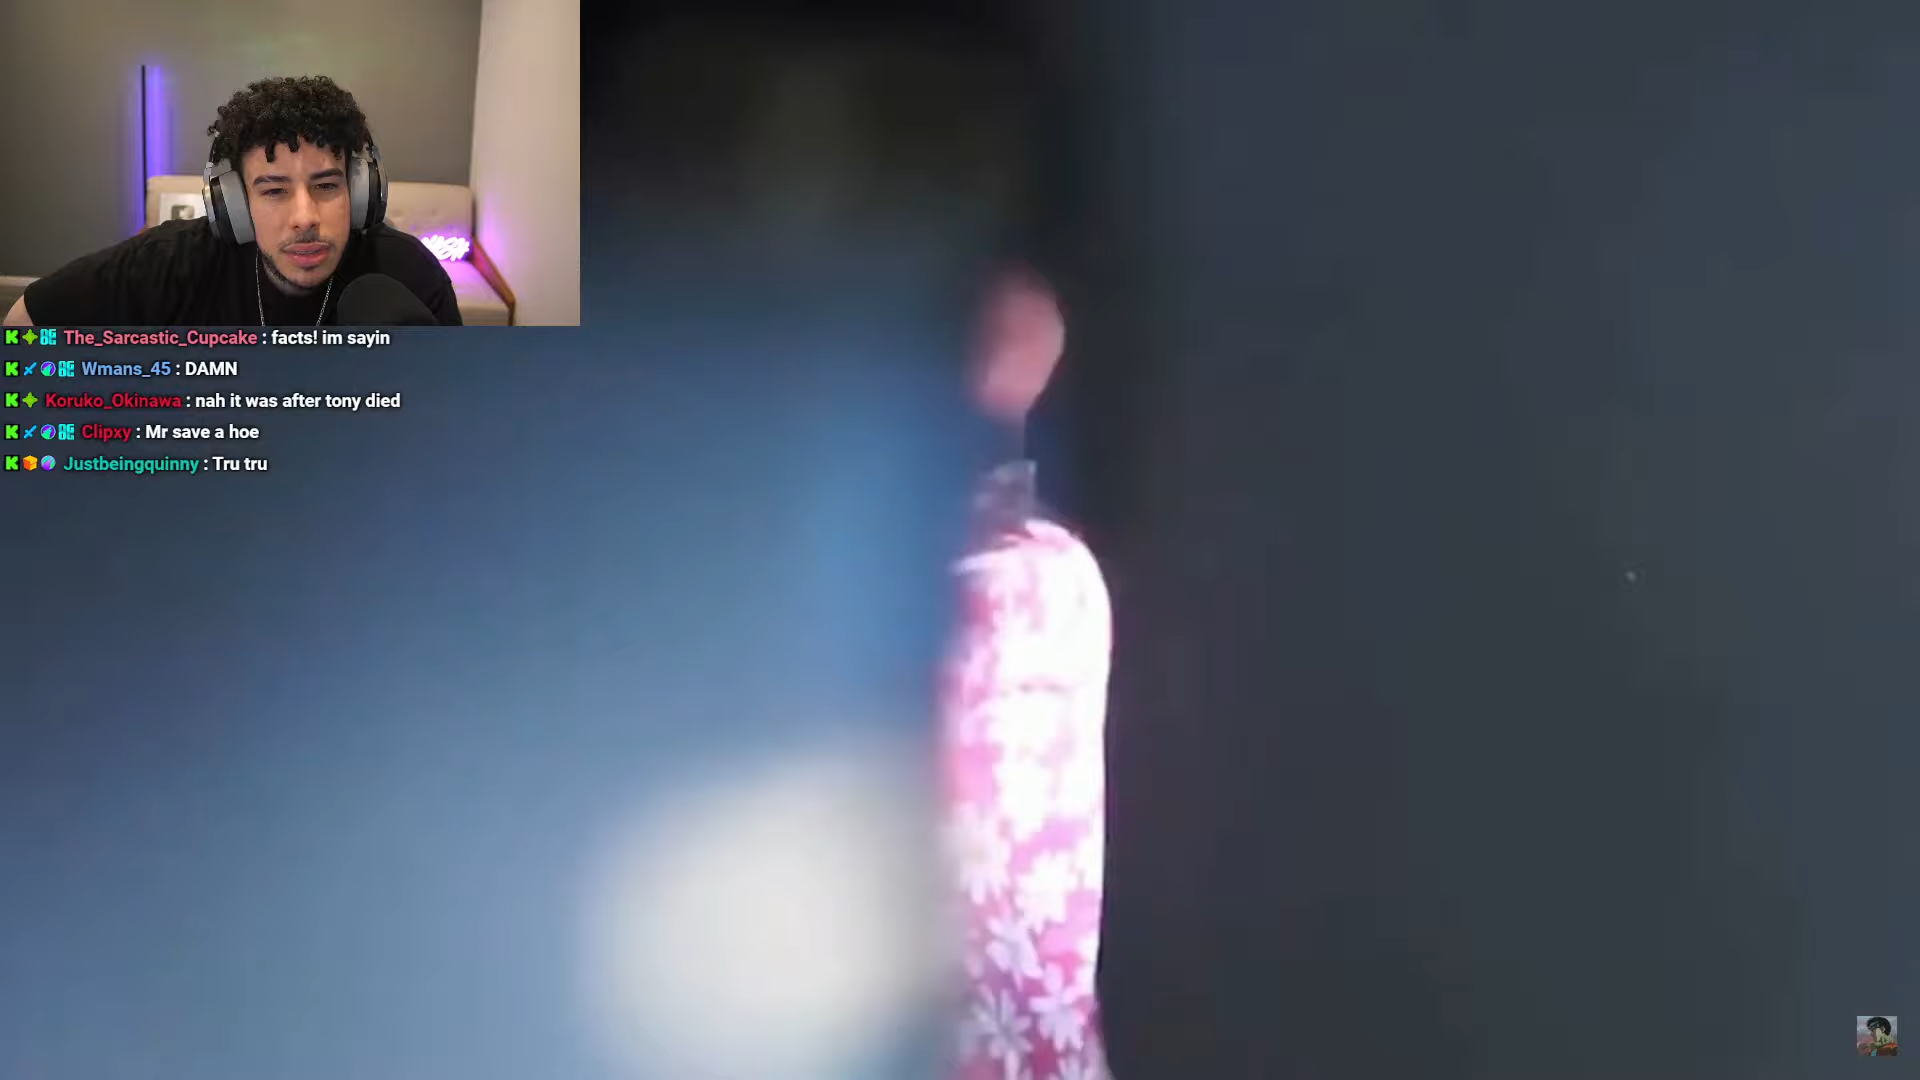 The_Sarcastic_Cupcake : facts! im sayin
Wmans_45 : DAMN
Koruko_Okinawa : nah it was after tony died
Clipxy : Mr save a hoe
Justbeingquinny : Tru tru